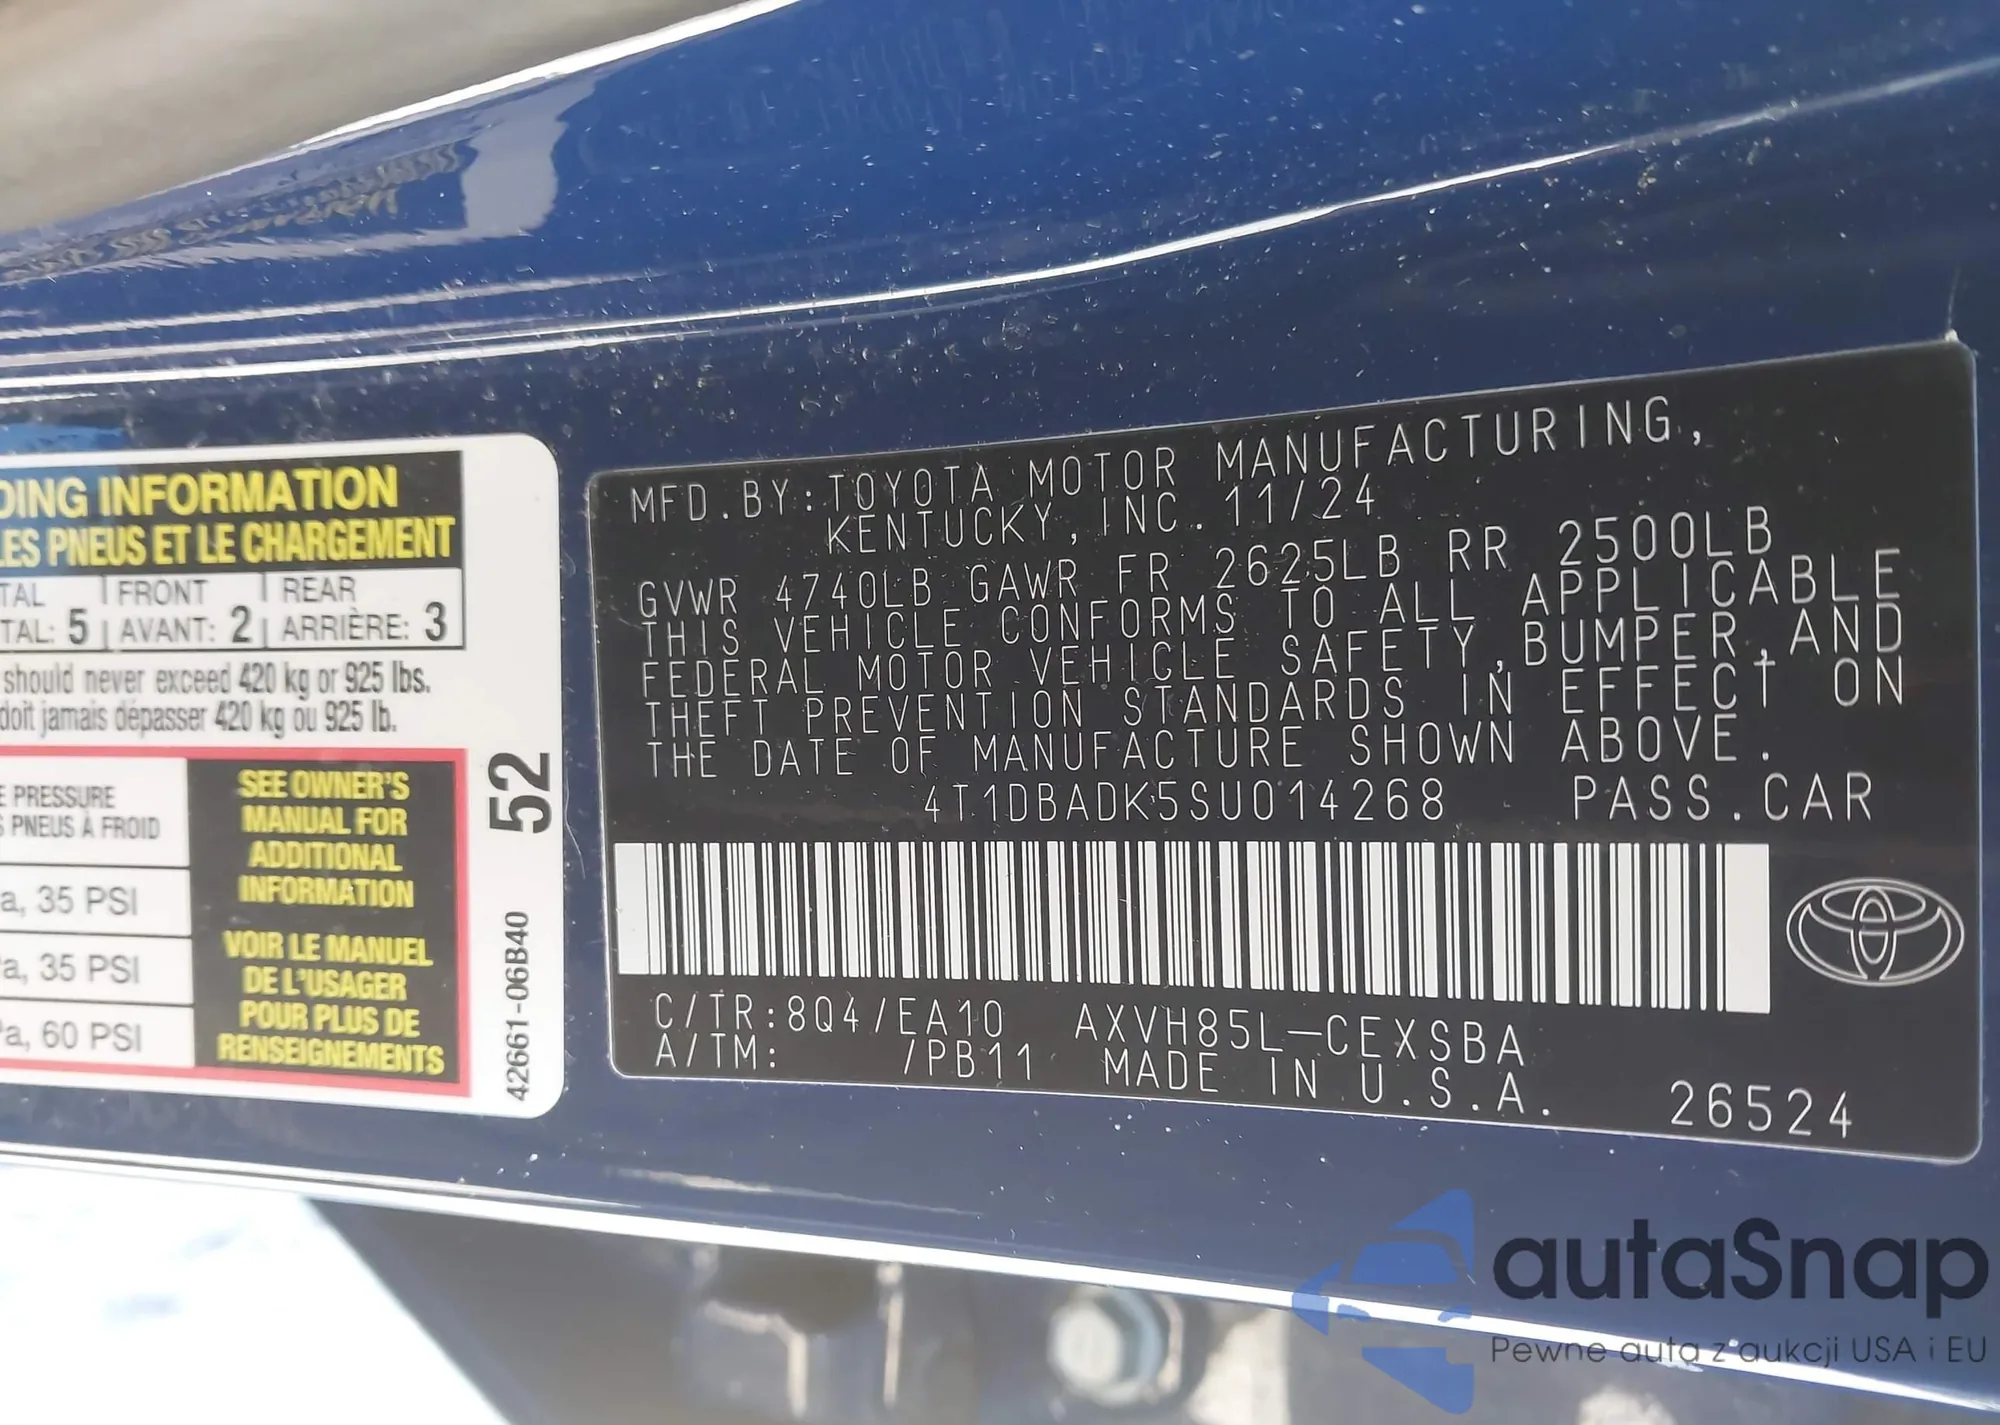 DING INFORMATION
LES PNEUS ET LE CHARGEMENT
TAL FRONT REAR
TAL: 5 AVANT: 2 ARRIÈRE: 3
should never exceed 420 kg or 925 lbs.
doit jamais dépasser 420 kg ou 925 lb.
E PRESSURE
S PNEUS À FROID
a, 35 PSI
Pa, 35 PSI
Pa, 60 PSI
SEE OWNER'S
MANUAL FOR
ADDITIONAL
INFORMATION
VOIR LE MANUEL
DE L'USAGER
POUR PLUS DE
RENSEIGNEMENTS
52
42661-06B40
MFD.BY:TOYOTA MOTOR MANUFACTURING,
KENTUCKY,INC. 11/24
GVWR 4740LB GAWR FR 2625LB RR 2500LB
THIS VEHICLE CONFORMS TO ALL APPLICABLE
FEDERAL MOTOR VEHICLE SAFETY,BUMPER,AND
THEFT PREVENTION STANDARDS IN EFFECT ON
THE DATE OF MANUFACTURE SHOWN ABOVE.
4T1DBADK5SU014268 PASS.CAR
C/TR:8Q4/EA10 AXVH85L-CEXSBA
A/TM: /PB11 MADE IN U.S.A.
26524
autaSnap
Pewne auta z aukcji USA i EU